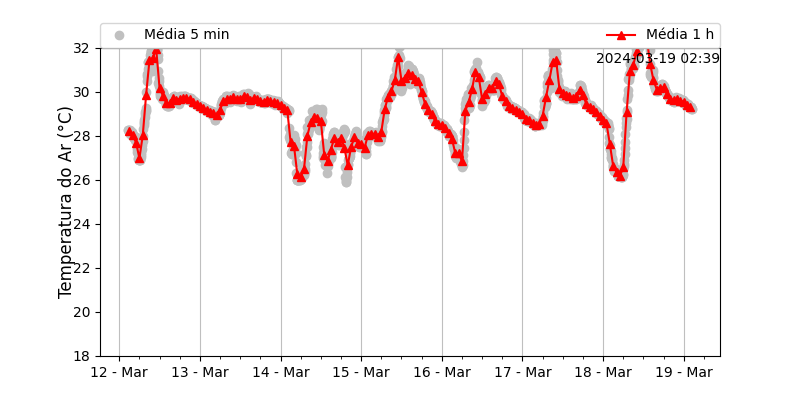 Média 5 min
Média 1 h
2024-03-19 02:39
Temperatura do Ar (°C)
32
30
28
26
24
22
20
18
12 - Mar
13 - Mar
14 - Mar
15 - Mar
16 - Mar
17 - Mar
18 - Mar
19 - Mar